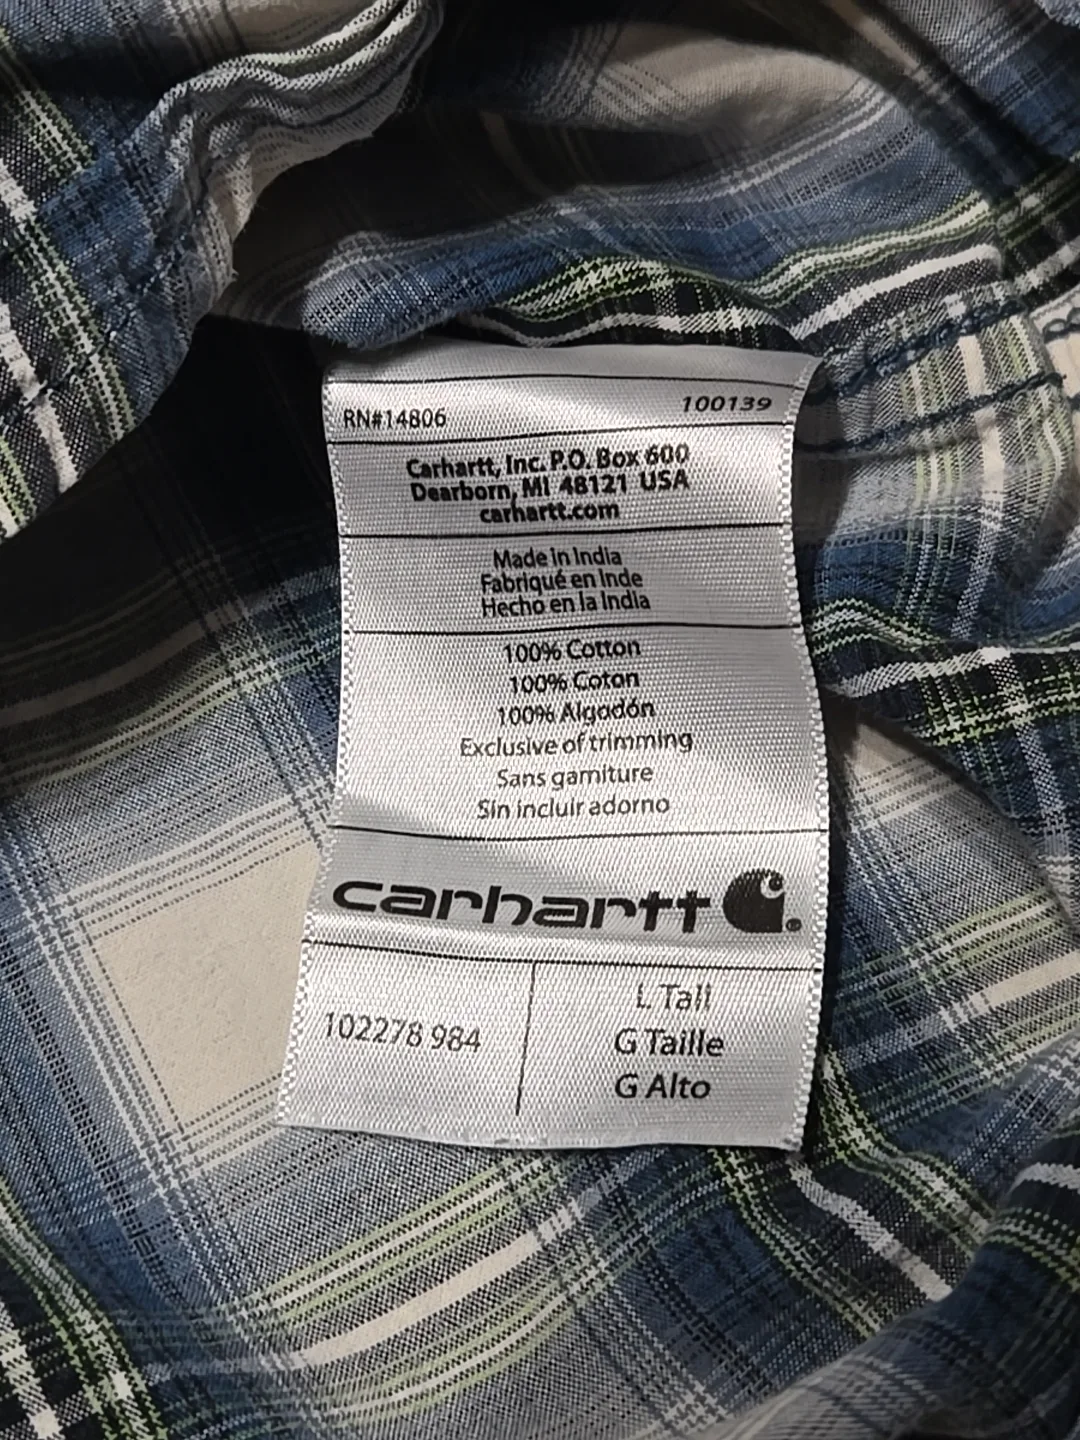 RN#14806 100139
Carhartt, Inc. P.O. Box 600
Dearborn, MI 48121 USA
carhartt.com
Made in India
Fabriqué en Inde
Hecho en la India
100% Cotton
100% Coton
100% Algodón
Exclusive of trimming
Sans garniture
Sin incluir adorno
carhartt
102278 984
L Tall
G Taille
G Alto